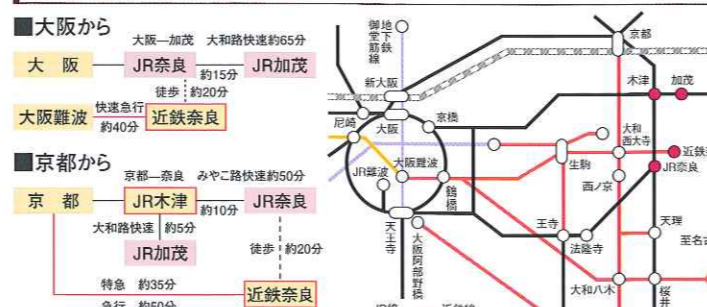 ■大阪から
大阪―加茂 大和路快速約65分
大 阪
JR奈良
約15分
JR加茂
徒歩 約20分
大阪難波
快速急行
約40分
近鉄奈良
■京都から
京都―奈良 みやこ路快速約50分
京 都
JR木津
約10分
JR奈良
大和路快速 約5分
JR加茂
徒歩 約20分
特急 約35分
近鉄奈良
急行 約50分
地下鉄
御堂筋線
京都
新大阪
木津
加茂
尼崎
大阪
京橋
大和
西大寺
近鉄奈
JR難波
大阪難波
生駒
JR奈良
鶴橋
西ノ京
天王寺
大阪阿部野橋
王寺
法隆寺
天理
至名古
大和八木
桜井